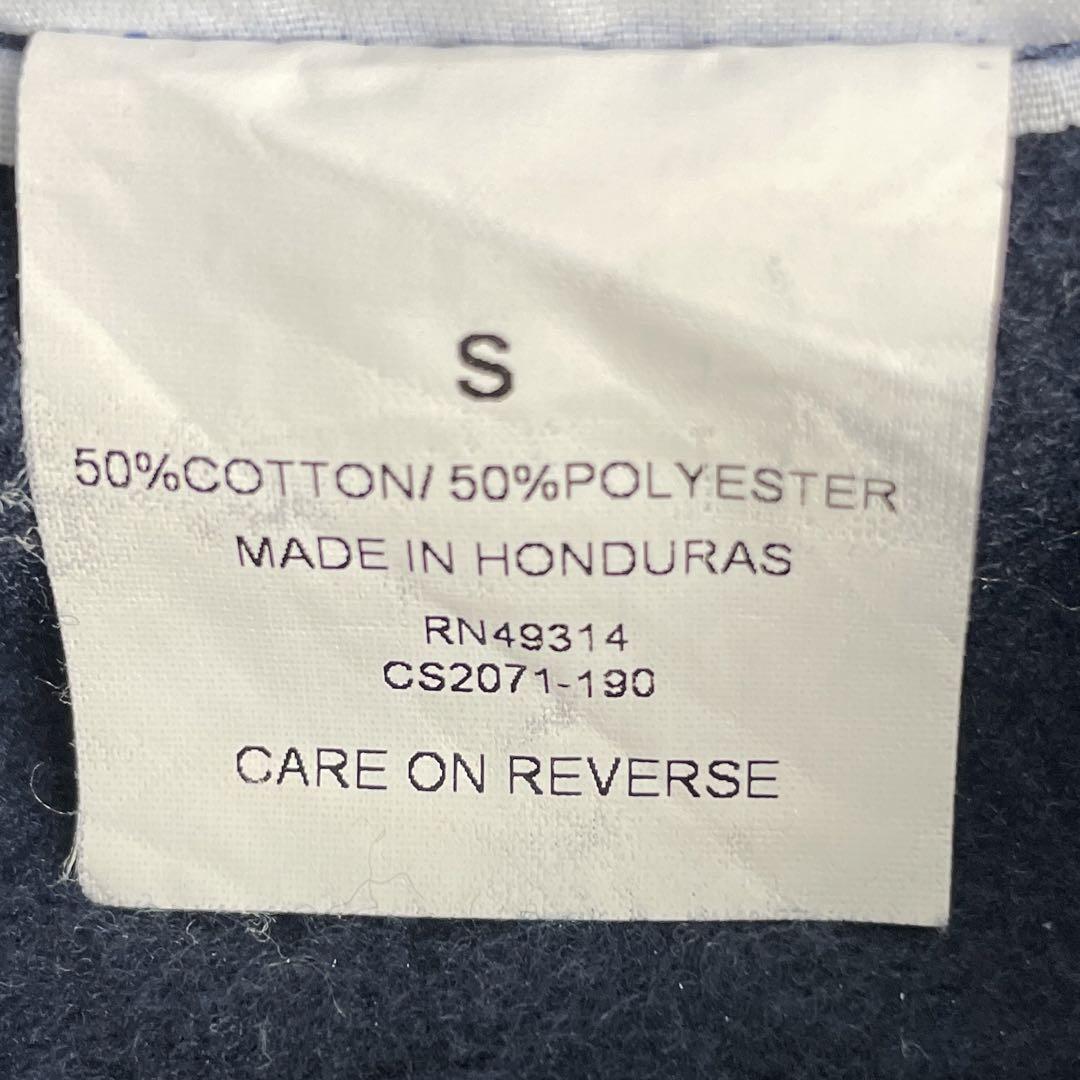 S
50%COTTON/ 50%POLYESTER
MADE IN HONDURAS
RN49314
CS2071-190
CARE ON REVERSE